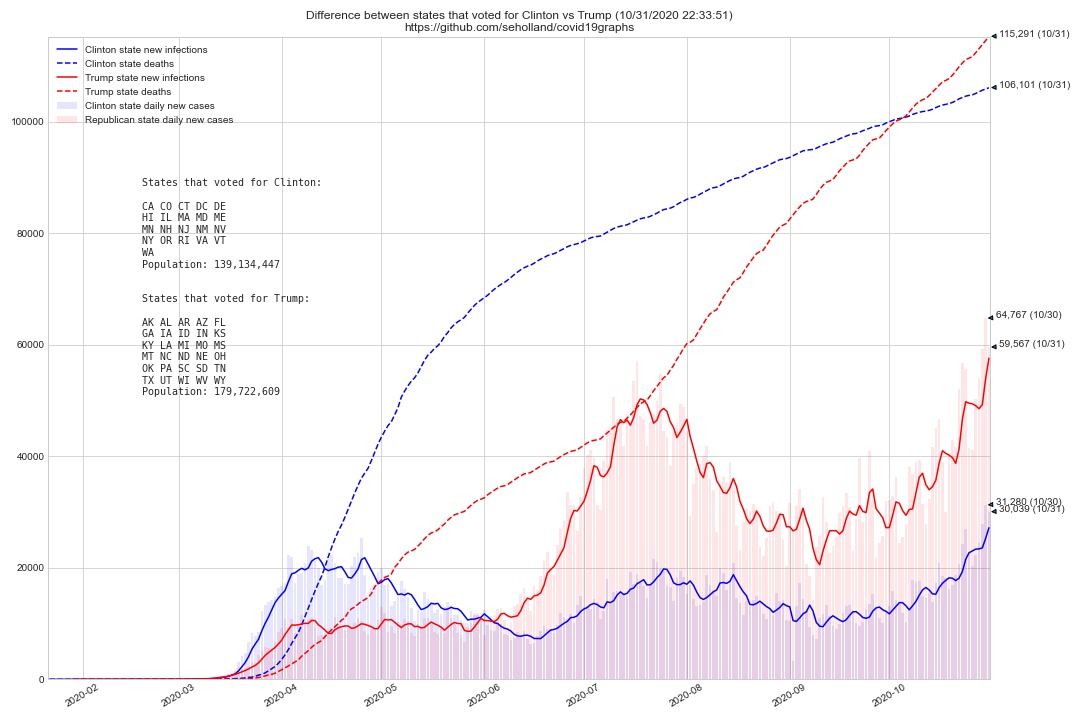 Difference between states that voted for Clinton vs Trump (10/31/2020 22:33:51)
https://github.com/seholland/covid19graphs
Clinton state new infections
Clinton state deaths
Trump state new infections
Trump state deaths
Clinton state daily new cases
Republican state daily new cases
States that voted for Clinton:
CA CO CT DC DE
HI IL MA MD ME
MN NH NJ NM NV
NY OR RI VA VT
WA
Population: 139,134,447
States that voted for Trump:
AK AL AR AZ FL
GA IA ID IN KS
KY LA MI MO MS
MT NC ND NE OH
OK PA SC SD TN
TX UT WI WV WY
Population: 179,722,609
115,291 (10/31)
106,101 (10/31)
64,767 (10/30)
59,567 (10/31)
31,280 (10/30)
30,039 (10/31)
100000
80000
60000
40000
20000
0
2020-02
2020-03
2020-04
2020-05
2020-06
2020-07
2020-08
2020-09
2020-10